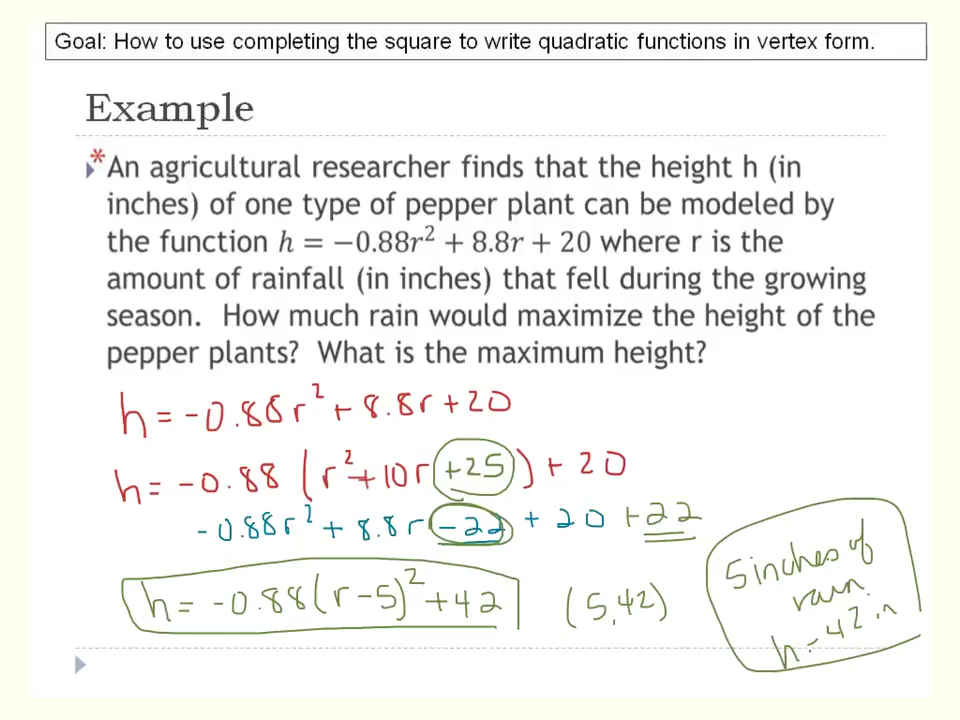 Goal: How to use completing the square to write quadratic functions in vertex form.
Example
* An agricultural researcher finds that the height h (in
inches) of one type of pepper plant can be modeled by
the function h = −0.88r² + 8.8r + 20 where r is the
amount of rainfall (in inches) that fell during the growing
season. How much rain would maximize the height of the
pepper plants? What is the maximum height?
h = -0.88r² + 8.8r + 20
h = -0.88 (r² + 10r + 25) + 20
-0.88r² + 8.8r - 22 + 20 + 22
h = -0.88(r - 5)² + 42
(5, 42)
5 inches of
rain.
h = 42 in